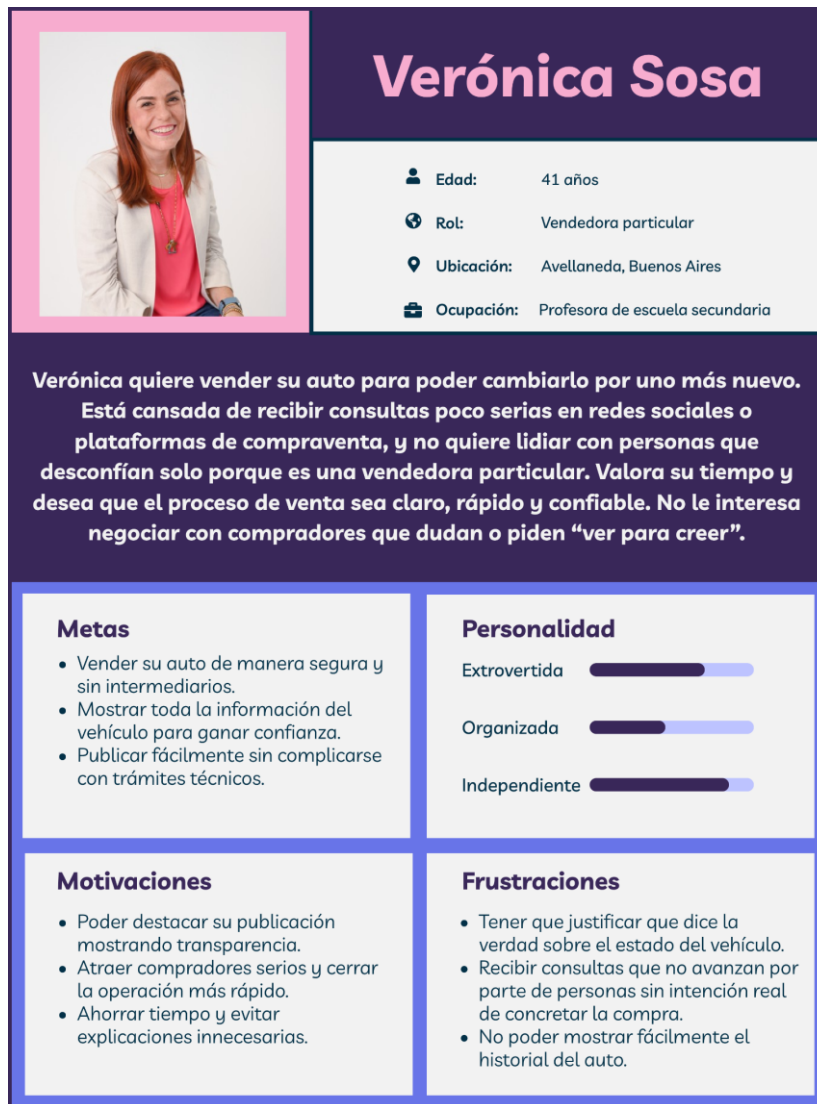 Verónica Sosa
Edad: 41 años
Rol: Vendedora particular
Ubicación: Avellaneda, Buenos Aires
Ocupación: Profesora de escuela secundaria
Verónica quiere vender su auto para poder cambiarlo por uno más nuevo.
Está cansada de recibir consultas poco serias en redes sociales o
plataformas de compraventa, y no quiere lidiar con personas que
desconfían solo porque es una vendedora particular. Valora su tiempo y
desea que el proceso de venta sea claro, rápido y confiable. No le interesa
negociar con compradores que dudan o piden “ver para creer”.
Metas
• Vender su auto de manera segura y
sin intermediarios.
• Mostrar toda la información del
vehículo para ganar confianza.
• Publicar fácilmente sin complicarse
con trámites técnicos.
Personalidad
Extrovertida
Organizada
Independiente
Motivaciones
• Poder destacar su publicación
mostrando transparencia.
• Atraer compradores serios y cerrar
la operación más rápido.
• Ahorrar tiempo y evitar
explicaciones innecesarias.
Frustraciones
• Tener que justificar que dice la
verdad sobre el estado del vehículo.
• Recibir consultas que no avanzan por
parte de personas sin intención real
de concretar la compra.
• No poder mostrar fácilmente el
historial del auto.